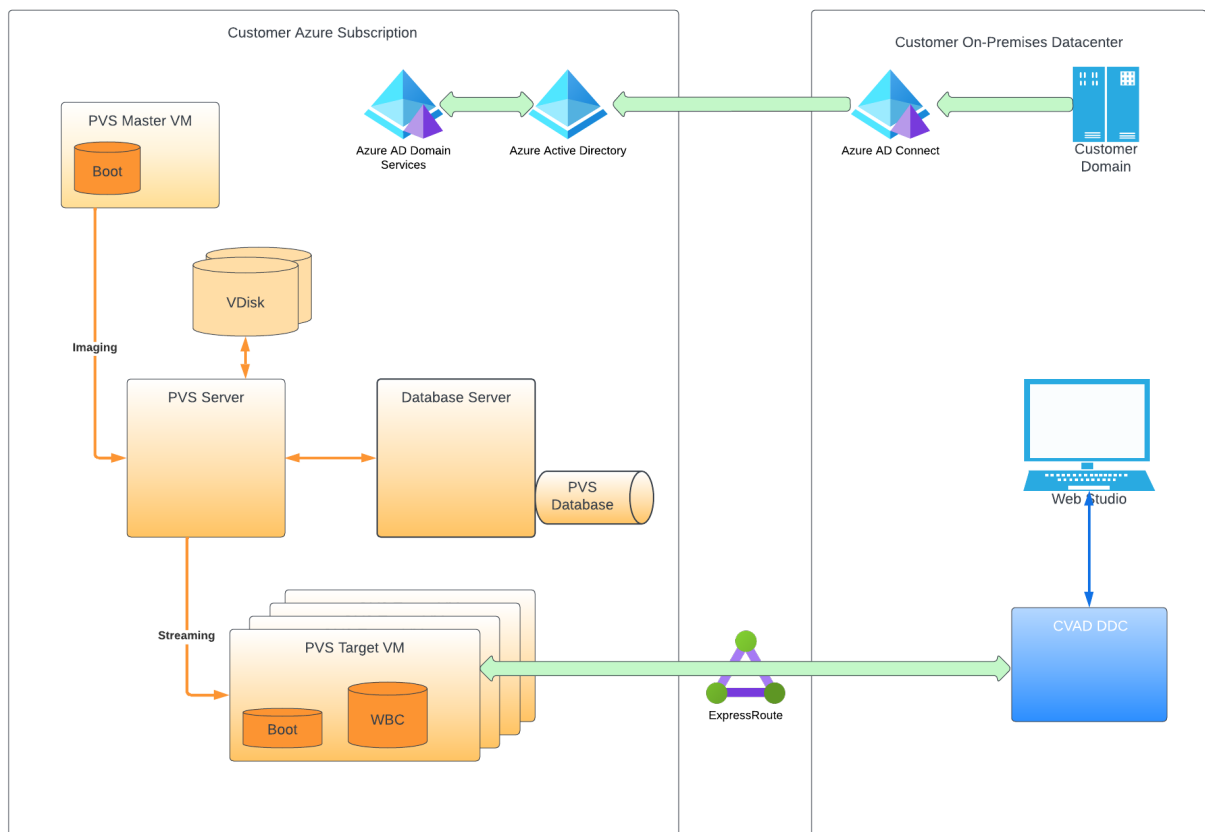 Customer Azure Subscription
Customer On-Premises Datacenter
PVS Master VM
Boot
Azure AD Domain
Services
Azure Active Directory
Azure AD Connect
Customer
Domain
VDisk
Imaging
PVS Server
Database Server
PVS
Database
Web Studio
Streaming
PVS Target VM
Boot
WBC
ExpressRoute
CVAD DDC